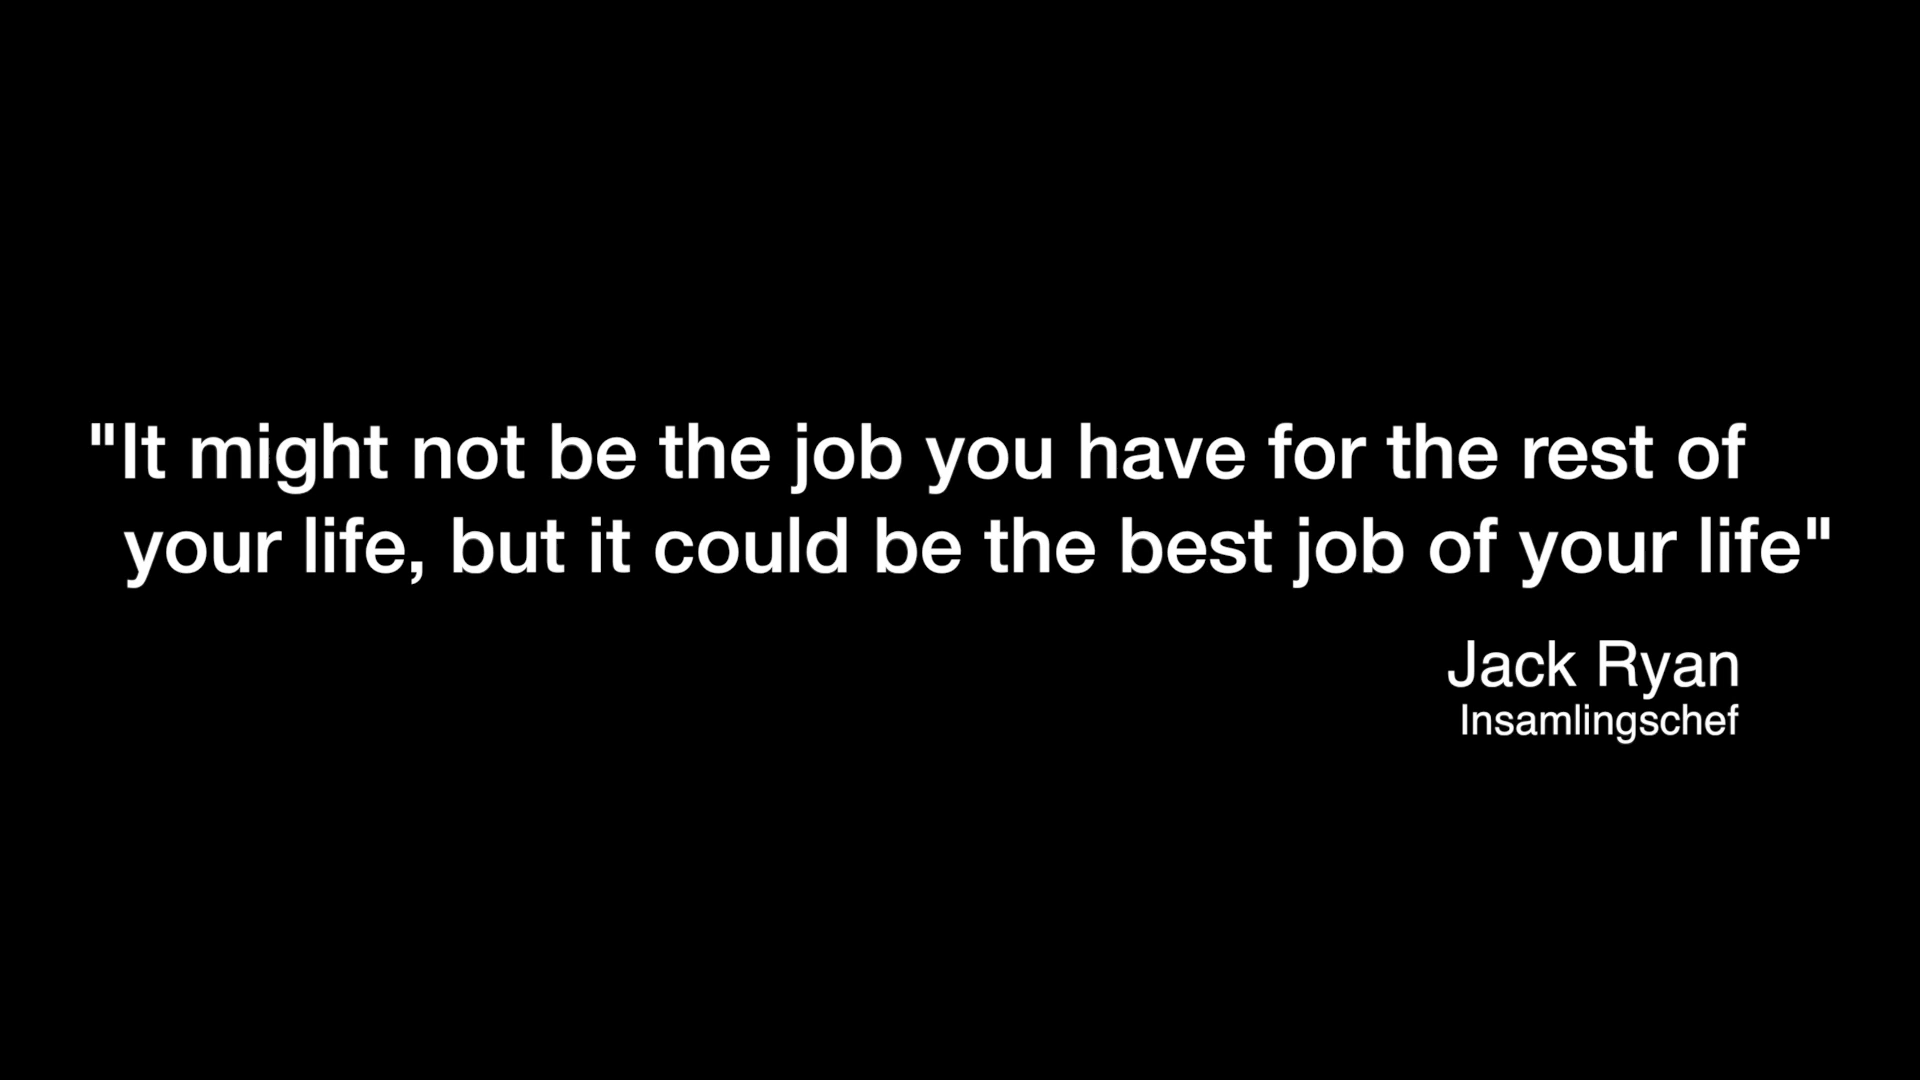 "It might not be the job you have for the rest of
your life, but it could be the best job of your life"
Jack Ryan
Insamlingschef